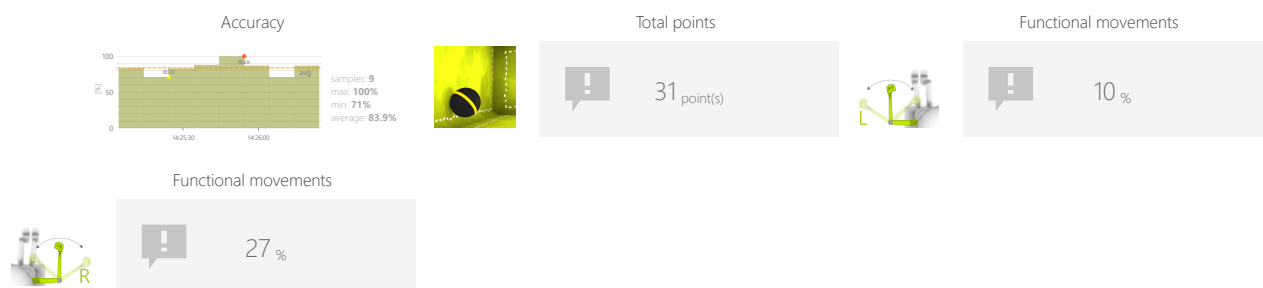 Accuracy
100
50
0
[%]
min
max
avg
14:25:30
14:26:00
samples: 9
max: 100%
min: 71%
average: 83.9%
Total points
31 point(s)
Functional movements
L
10 %
Functional movements
R
27 %